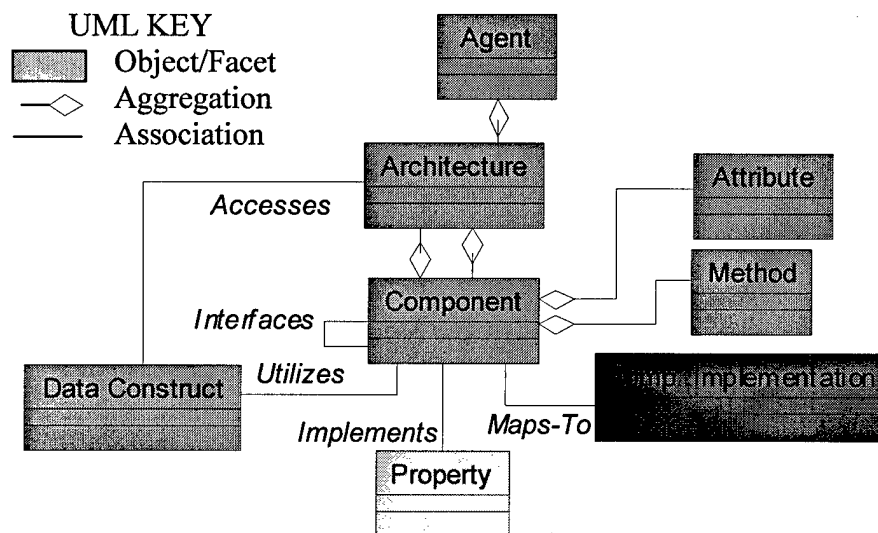 UML KEY
Object/Facet
Aggregation
Association
Agent
Architecture
Accesses
Attribute
Method
Component
Interfaces
Data Construct
Utilizes
Implements
Maps-To
Implementation
Property